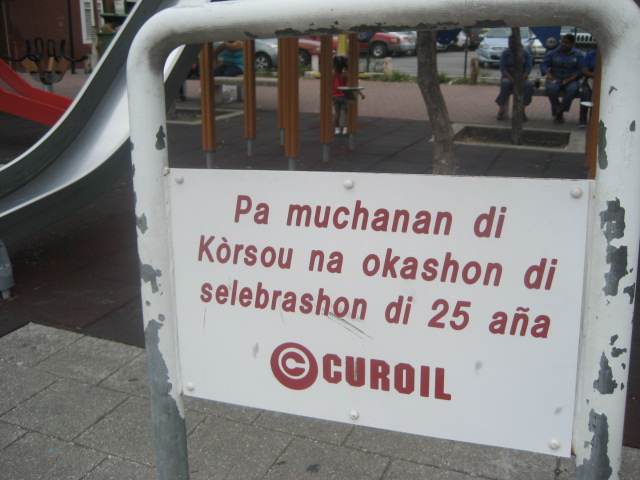 Pa muchanan di
Kòrsou na okashon di
selebrashon di 25 aña
C CUROIL